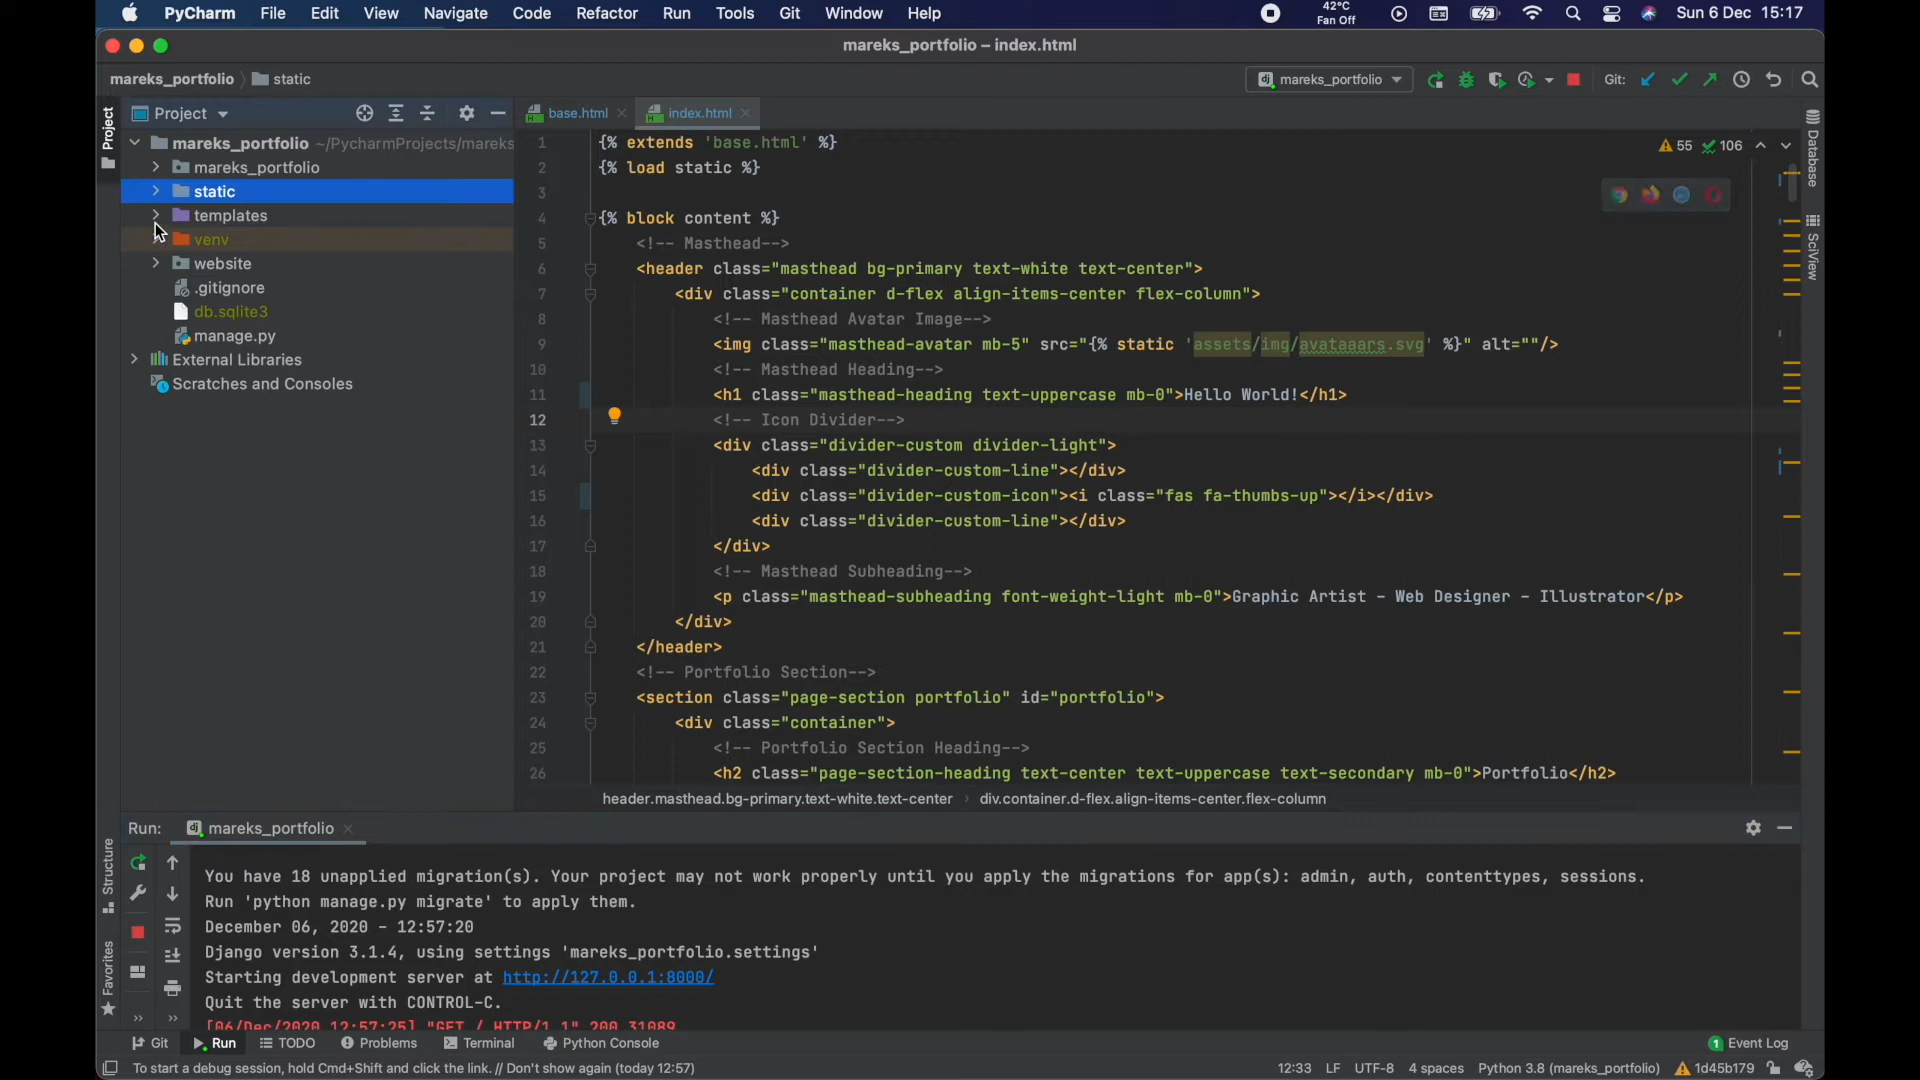 PyCharm File Edit View Navigate Code Refactor Run Tools Git Window Help 42°C Fan Off Sun 6 Dec 15:17
mareks_portfolio – index.html
mareks_portfolio static mareks_portfolio Git:
Project base.html index.html
mareks_portfolio ~/PycharmProjects/mareks
mareks_portfolio
static
templates
venv
website
.gitignore
db.sqlite3
manage.py
External Libraries
Scratches and Consoles
55 106
1 {% extends 'base.html' %}
2 {% load static %}
3
4 {% block content %}
5 <!-- Masthead-->
6 <header class="masthead bg-primary text-white text-center">
7 <div class="container d-flex align-items-center flex-column">
8 <!-- Masthead Avatar Image-->
9 <img class="masthead-avatar mb-5" src="{% static 'assets/img/avataaars.svg' %}" alt=""/>
10 <!-- Masthead Heading-->
11 <h1 class="masthead-heading text-uppercase mb-0">Hello World!</h1>
12 <!-- Icon Divider-->
13 <div class="divider-custom divider-light">
14 <div class="divider-custom-line"></div>
15 <div class="divider-custom-icon"><i class="fas fa-thumbs-up"></i></div>
16 <div class="divider-custom-line"></div>
17 </div>
18 <!-- Masthead Subheading-->
19 <p class="masthead-subheading font-weight-light mb-0">Graphic Artist - Web Designer - Illustrator</p>
20 </div>
21 </header>
22 <!-- Portfolio Section-->
23 <section class="page-section portfolio" id="portfolio">
24 <div class="container">
25 <!-- Portfolio Section Heading-->
26 <h2 class="page-section-heading text-center text-uppercase text-secondary mb-0">Portfolio</h2>
header.masthead.bg-primary.text-white.text-center div.container.d-flex.align-items-center.flex-column
Project
Database
SciView
Structure
Favorites
Run: mareks_portfolio
You have 18 unapplied migration(s). Your project may not work properly until you apply the migrations for app(s): admin, auth, contenttypes, sessions.
Run 'python manage.py migrate' to apply them.
December 06, 2020 - 12:57:20
Django version 3.1.4, using settings 'mareks_portfolio.settings'
Starting development server at http://127.0.0.1:8000/
Quit the server with CONTROL-C.
[06/Dec/2020 12:57:25] "GET / HTTP/1.1" 200 31089
Git Run TODO Problems Terminal Python Console 1 Event Log
To start a debug session, hold Cmd+Shift and click the link. // Don't show again (today 12:57) 12:33 LF UTF-8 4 spaces Python 3.8 (mareks_portfolio) 1d45b179